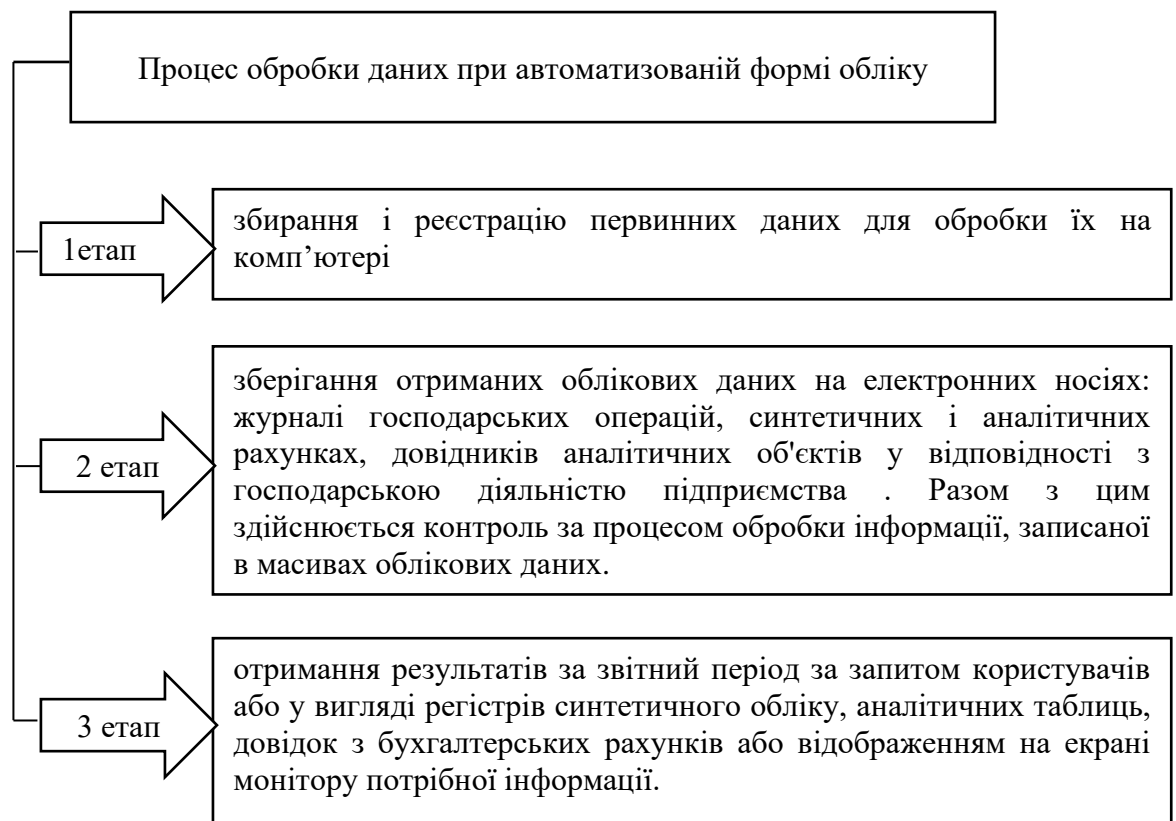 Процес обробки даних при автоматизованій формі обліку
1етап
збирання і реєстрацію первинних даних для обробки їх на
комп’ютері
2 етап
зберігання отриманих облікових даних на електронних носіях:
журналі господарських операцій, синтетичних і аналітичних
рахунках, довідників аналітичних об'єктів у відповідності з
господарською діяльністю підприємства . Разом з цим
здійснюється контроль за процесом обробки інформації, записаної
в масивах облікових даних.
3 етап
отримання результатів за звітний період за запитом користувачів
або у вигляді регістрів синтетичного обліку, аналітичних таблиць,
довідок з бухгалтерських рахунків або відображенням на екрані
монітору потрібної інформації.